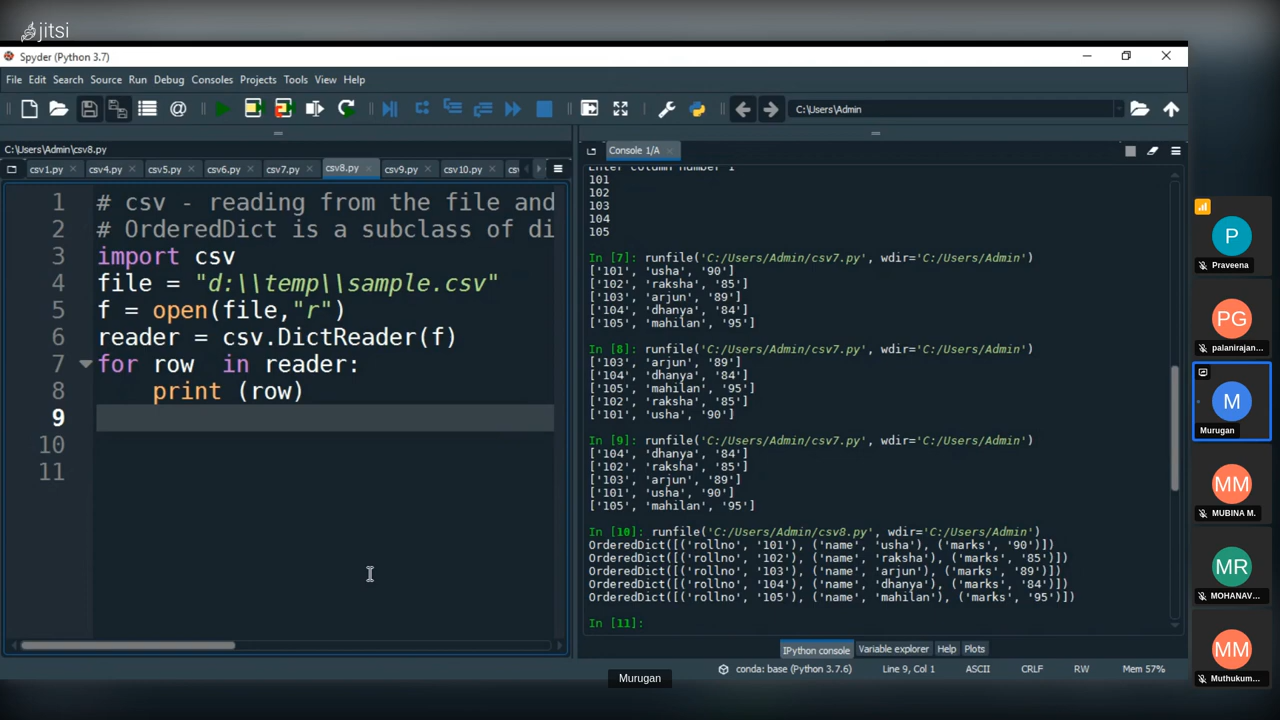 jitsi
Spyder (Python 3.7)
File Edit Search Source Run Debug Consoles Projects Tools View Help
C:\Users\Admin
C:\Users\Admin\csv8.py
csv1.py csv4.py csv5.py csv6.py csv7.py csv8.py csv9.py csv10.py
1 # csv - reading from the file and
2 # OrderedDict is a subclass of di
3 import csv
4 file = "d:\\temp\\sample.csv"
5 f = open(file,"r")
6 reader = csv.DictReader(f)
7 for row  in reader:
8     print (row)
9
10
11
Console 1/A
Enter column number 1
101
102
103
104
105
In [7]: runfile('C:/Users/Admin/csv7.py', wdir='C:/Users/Admin')
['101', 'usha', '90']
['102', 'raksha', '85']
['103', 'arjun', '89']
['104', 'dhanya', '84']
['105', 'mahilan', '95']
In [8]: runfile('C:/Users/Admin/csv7.py', wdir='C:/Users/Admin')
['103', 'arjun', '89']
['104', 'dhanya', '84']
['105', 'mahilan', '95']
['102', 'raksha', '85']
['101', 'usha', '90']
In [9]: runfile('C:/Users/Admin/csv7.py', wdir='C:/Users/Admin')
['104', 'dhanya', '84']
['102', 'raksha', '85']
['103', 'arjun', '89']
['101', 'usha', '90']
['105', 'mahilan', '95']
In [10]: runfile('C:/Users/Admin/csv8.py', wdir='C:/Users/Admin')
OrderedDict([('rollno', '101'), ('name', 'usha'), ('marks', '90')])
OrderedDict([('rollno', '102'), ('name', 'raksha'), ('marks', '85')])
OrderedDict([('rollno', '103'), ('name', 'arjun'), ('marks', '89')])
OrderedDict([('rollno', '104'), ('name', 'dhanya'), ('marks', '84')])
OrderedDict([('rollno', '105'), ('name', 'mahilan'), ('marks', '95')])
In [11]:
IPython console Variable explorer Help Plots
conda: base (Python 3.7.6) Line 9, Col 1 ASCII CRLF RW Mem 57%
Murugan
P
Praveena
PG
palanirajan...
M
Murugan
MM
MUBINA M.
MR
MOHANAV...
MM
Muthukum...